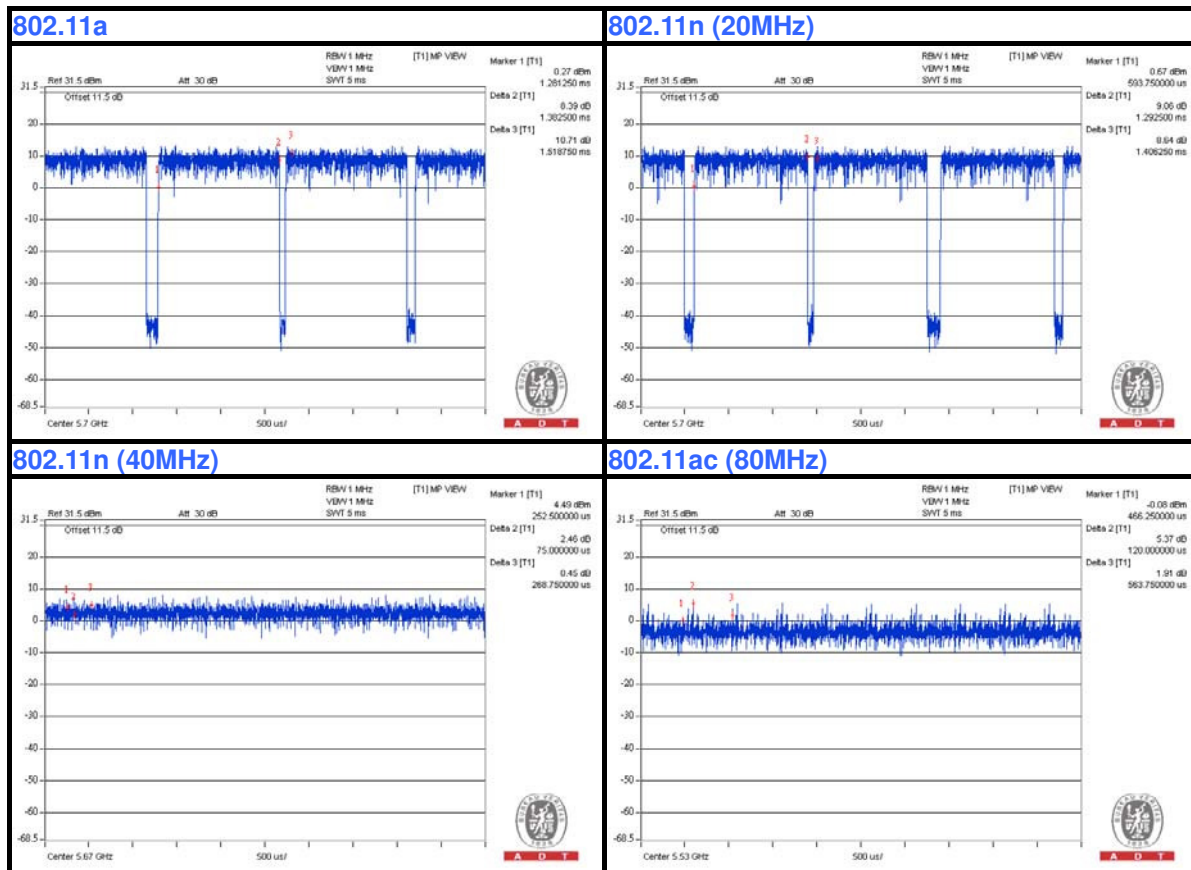 802.11a
RBW 1 MHz
[T1] MP VIEW
VBW 1 MHz
Ref 31.5 dBm
Att 30 dB
SWT 5 ms
Marker 1 [T1]
0.27 dBm
1.281250 ms
Delta 2 [T1]
8.39 dB
1.382500 ms
Delta 3 [T1]
10.71 dB
1.518750 ms
31.5
Offset 11.5 dB
20
10
0
-10
-20
-30
-40
-50
-60
-68.5
1
2
3
Center 5.7 GHz
500 us/
A D T
802.11n (20MHz)
RBW 1 MHz
[T1] MP VIEW
VBW 1 MHz
Ref 31.5 dBm
Att 30 dB
SWT 5 ms
Marker 1 [T1]
0.67 dBm
593.750000 us
Delta 2 [T1]
9.06 dB
1.292500 ms
Delta 3 [T1]
8.64 dB
1.406250 ms
31.5
Offset 11.5 dB
20
10
0
-10
-20
-30
-40
-50
-60
-68.5
1
2
3
Center 5.7 GHz
500 us/
A D T
802.11n (40MHz)
RBW 1 MHz
[T1] MP VIEW
VBW 1 MHz
Ref 31.5 dBm
Att 30 dB
SWT 5 ms
Marker 1 [T1]
4.49 dBm
252.500000 us
Delta 2 [T1]
2.46 dB
75.000000 us
Delta 3 [T1]
0.45 dB
268.750000 us
31.5
Offset 11.5 dB
20
10
0
-10
-20
-30
-40
-50
-60
-68.5
1
2
3
Center 5.67 GHz
500 us/
A D T
802.11ac (80MHz)
RBW 1 MHz
[T1] MP VIEW
VBW 1 MHz
Ref 31.5 dBm
Att 30 dB
SWT 5 ms
Marker 1 [T1]
-0.08 dBm
466.250000 us
Delta 2 [T1]
5.37 dB
120.000000 us
Delta 3 [T1]
1.91 dB
563.750000 us
31.5
Offset 11.5 dB
20
10
0
-10
-20
-30
-40
-50
-60
-68.5
1
2
3
Center 5.53 GHz
500 us/
A D T